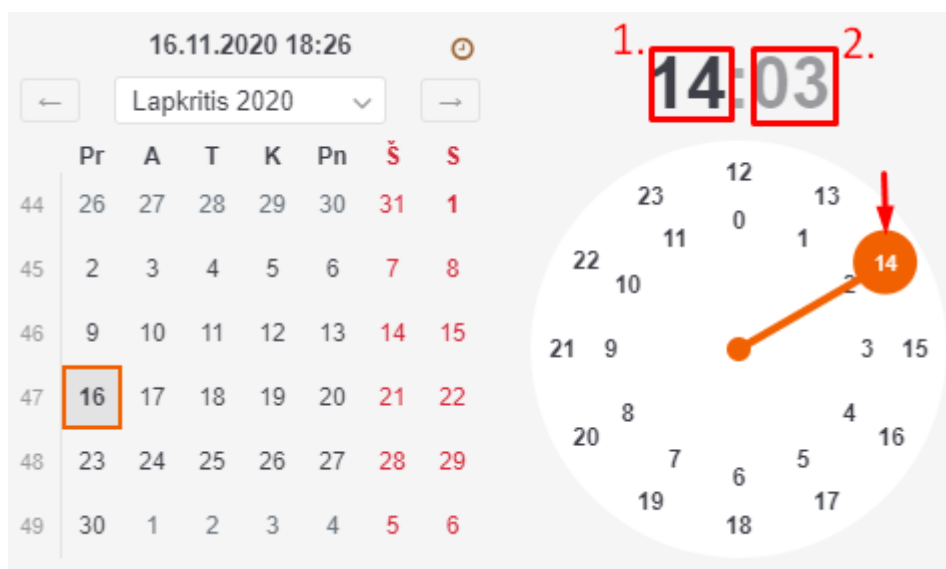 16.11.2020 18:26
← Lapkritis 2020 →
Pr A T K Pn Š S
44 26 27 28 29 30 31 1
45 2 3 4 5 6 7 8
46 9 10 11 12 13 14 15
47 16 17 18 19 20 21 22
48 23 24 25 26 27 28 29
49 30 1 2 3 4 5 6
1. 14:03 2.
12
23 13
0
11 1
22 14
10 2
21 9 3 15
8 4
20 16
7 5
6
19 17
18